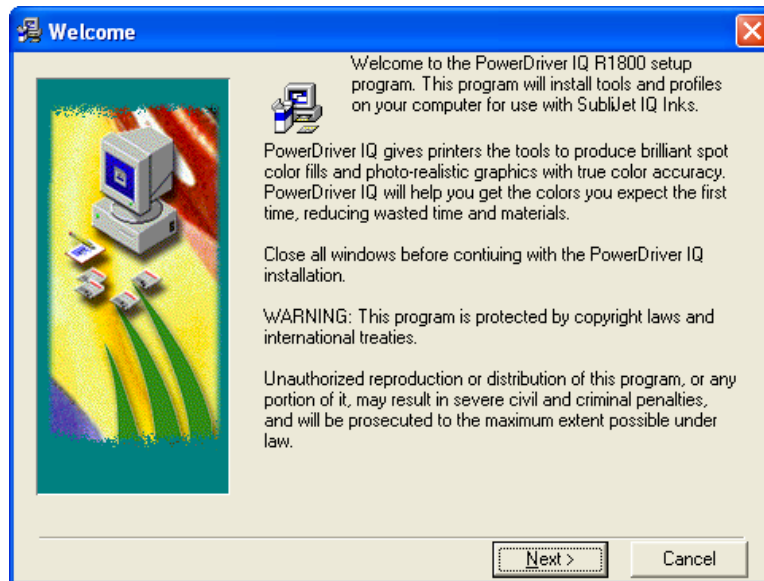 Welcome
Welcome to the PowerDriver IQ R1800 setup
program. This program will install tools and profiles
on your computer for use with SubliJet IQ Inks.
PowerDriver IQ gives printers the tools to produce brilliant spot
color fills and photo-realistic graphics with true color accuracy.
PowerDriver IQ will help you get the colors you expect the first
time, reducing wasted time and materials.
Close all windows before contiuing with the PowerDriver IQ
installation.
WARNING: This program is protected by copyright laws and
international treaties.
Unauthorized reproduction or distribution of this program, or any
portion of it, may result in severe civil and criminal penalties,
and will be prosecuted to the maximum extent possible under
law.
Next >
Cancel